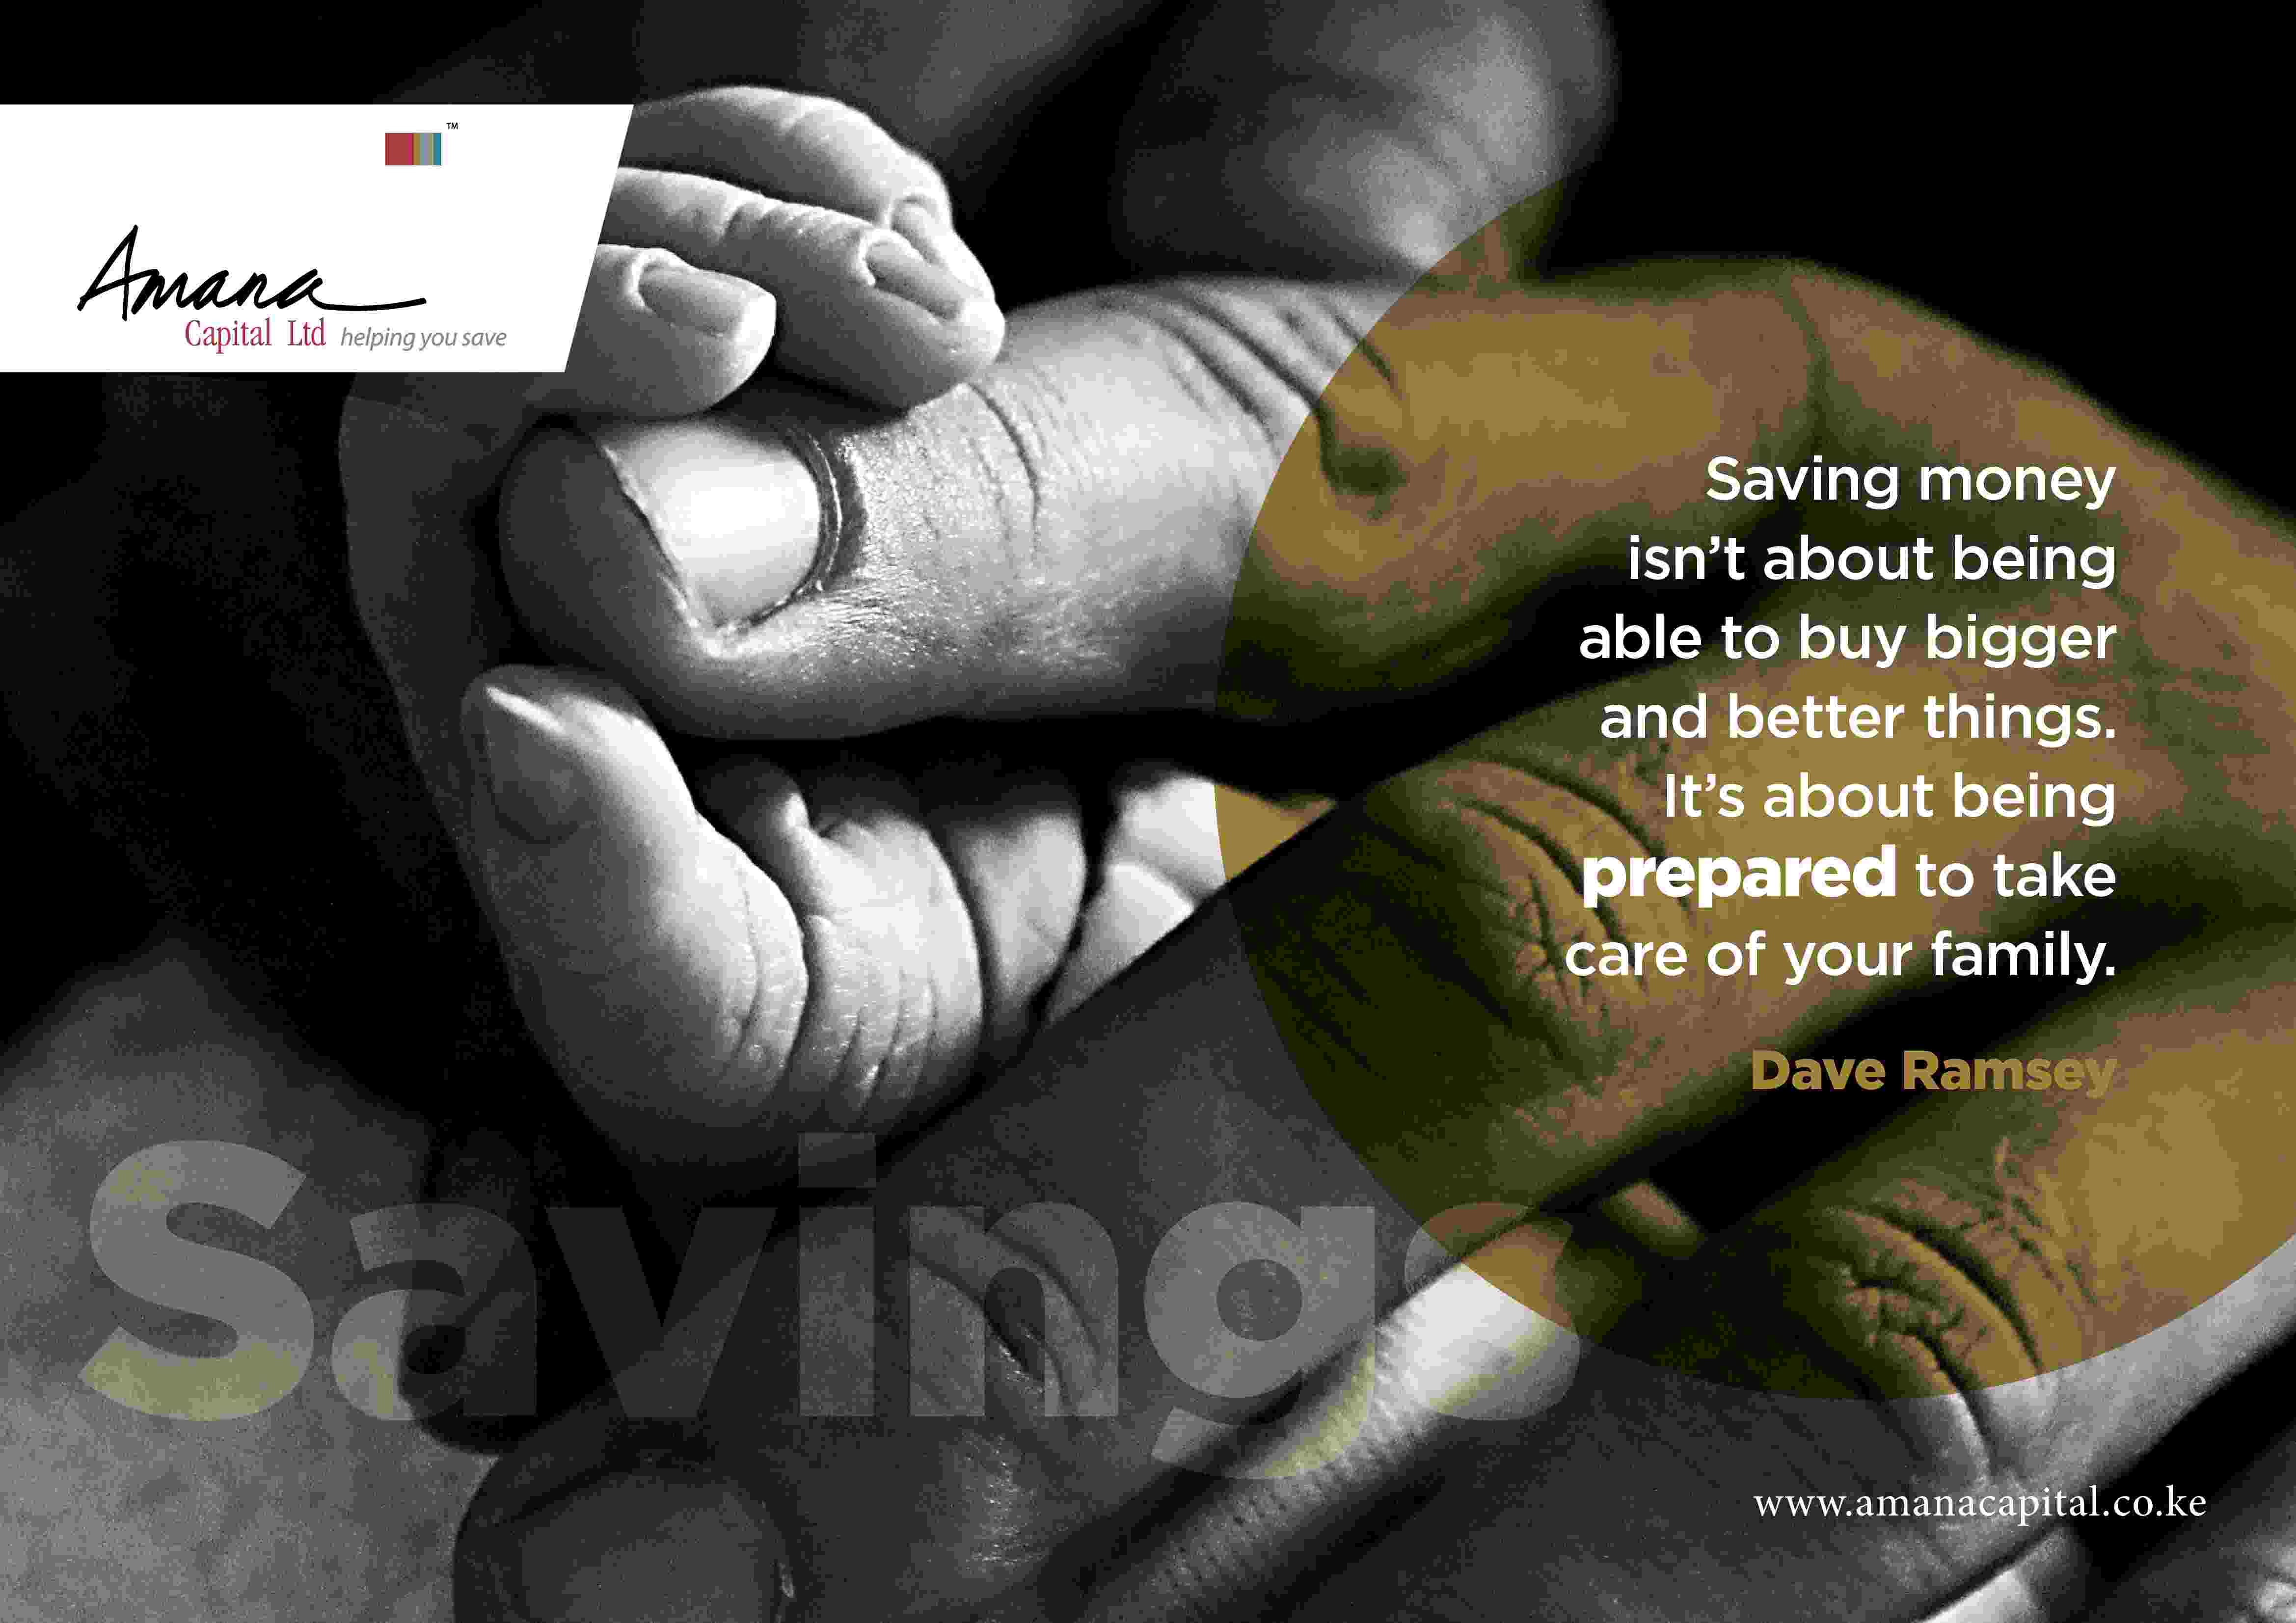 TM
Amana
Capital Ltd helping you save
Saving money
isn't about being
able to buy bigger
and better things.
It's about being
prepared to take
care of your family.
Dave Ramsey
Savings
www.amanacapital.co.ke